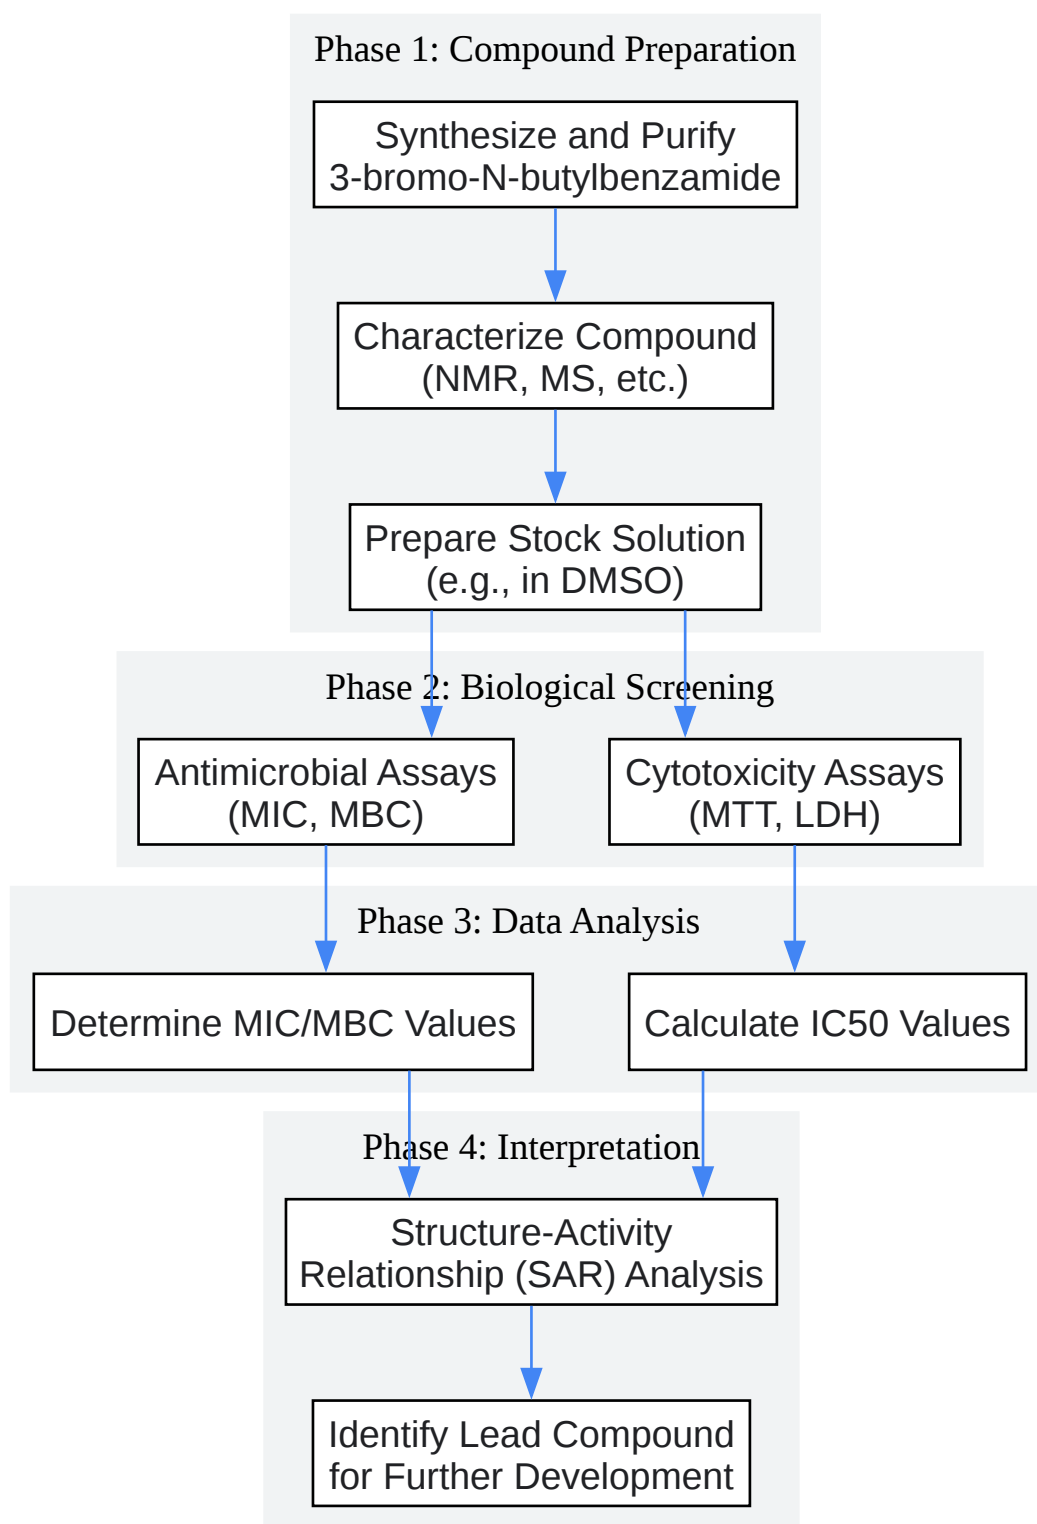 Phase 1: Compound Preparation
Synthesize and Purify
3-bromo-N-butylbenzamide
Characterize Compound
(NMR, MS, etc.)
Prepare Stock Solution
(e.g., in DMSO)
Phase 2: Biological Screening
Antimicrobial Assays
(MIC, MBC)
Cytotoxicity Assays
(MTT, LDH)
Phase 3: Data Analysis
Determine MIC/MBC Values
Calculate IC50 Values
Phase 4: Interpretation
Structure-Activity
Relationship (SAR) Analysis
Identify Lead Compound
for Further Development